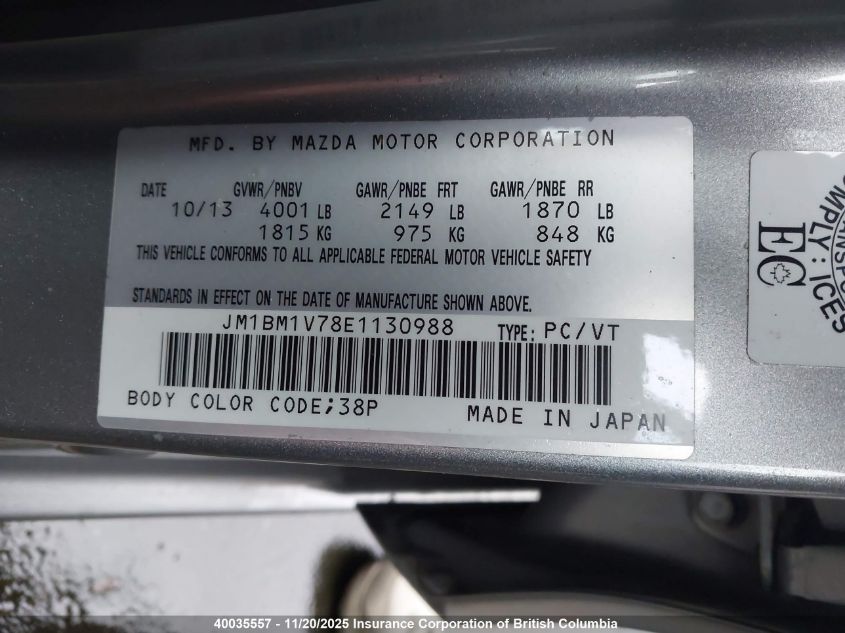 MFD. BY MAZDA MOTOR CORPORATION
DATE GVWR/PNBV GAWR/PNBE FRT GAWR/PNBE RR
10/13 4001 LB 2149 LB 1870 LB
1815 KG 975 KG 848 KG
THIS VEHICLE CONFORMS TO ALL APPLICABLE FEDERAL MOTOR VEHICLE SAFETY
STANDARDS IN EFFECT ON THE DATE OF MANUFACTURE SHOWN ABOVE.
JM1BM1V78E1130988 TYPE: PC/VT
BODY COLOR CODE;38P MADE IN JAPAN
EC
COMPLY: ICES
40035557 - 11/20/2025 Insurance Corporation of British Columbia